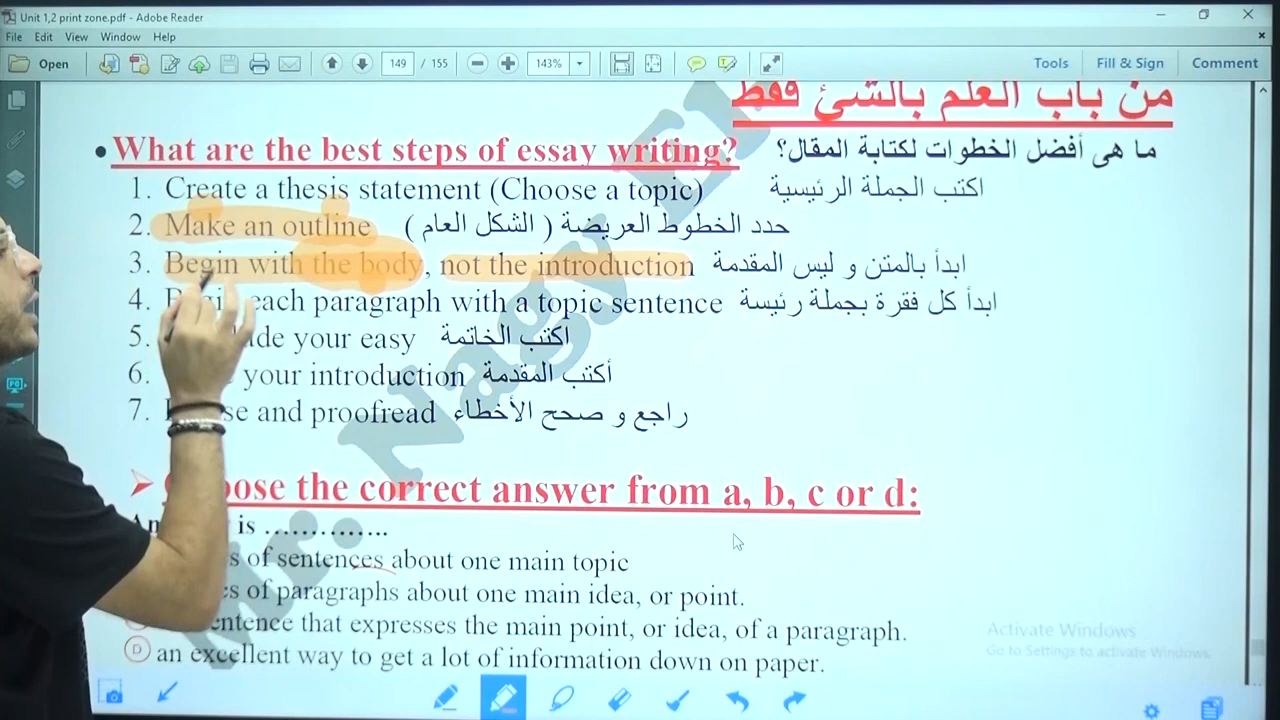 Unit 1,2 print zone.pdf - Adobe Reader
File Edit View Window Help
Open 149 / 155 143% Tools Fill & Sign Comment
من باب العلم بالشئ فقط
• What are the best steps of essay writing? ما هى أفضل الخطوات لكتابة المقال؟
1. Create a thesis statement (Choose a topic) اكتب الجملة الرئيسية
2. Make an outline حدد الخطوط العريضة ( الشكل العام )
3. Begin with the body, not the introduction ابدأ بالمتن و ليس المقدمة
4. each paragraph with a topic sentence ابدأ كل فقرة بجملة رئيسة
5. your easy اكتب الخاتمة
6. your introduction أكتب المقدمة
7. and proofread راجع و صحح الأخطاء
the correct answer from a, b, c or d:
is ..............
of sentences about one main topic
of paragraphs about one main idea, or point.
sentence that expresses the main point, or idea, of a paragraph.
D an excellent way to get a lot of information down on paper.
Mr. Nagy
Activate Windows
Go to Settings to activate Windows.